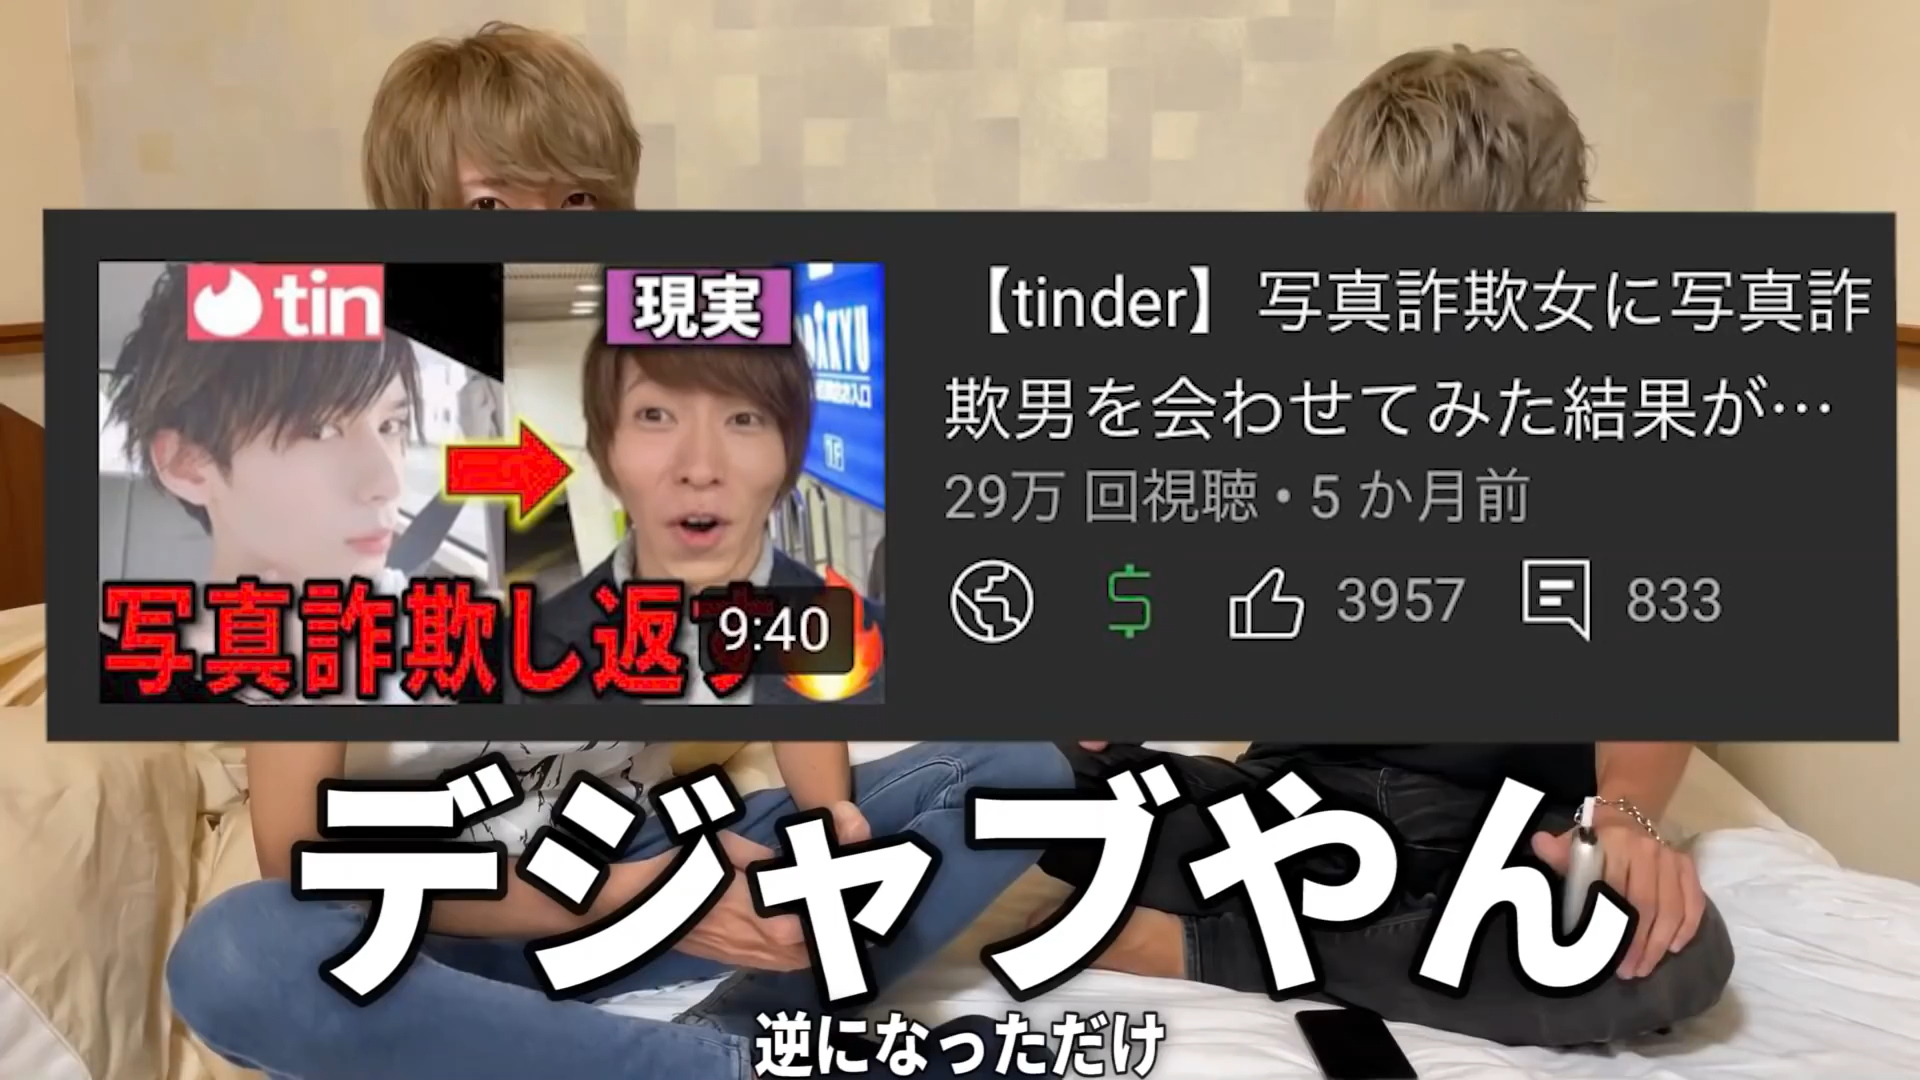 tin
現実
ODAKYU
写真詐欺し返す
9:40
【tinder】写真詐欺女に写真詐
欺男を会わせてみた結果が…
29万 回視聴・5 か月前
3957
833
デジャブやん
逆になっただけ